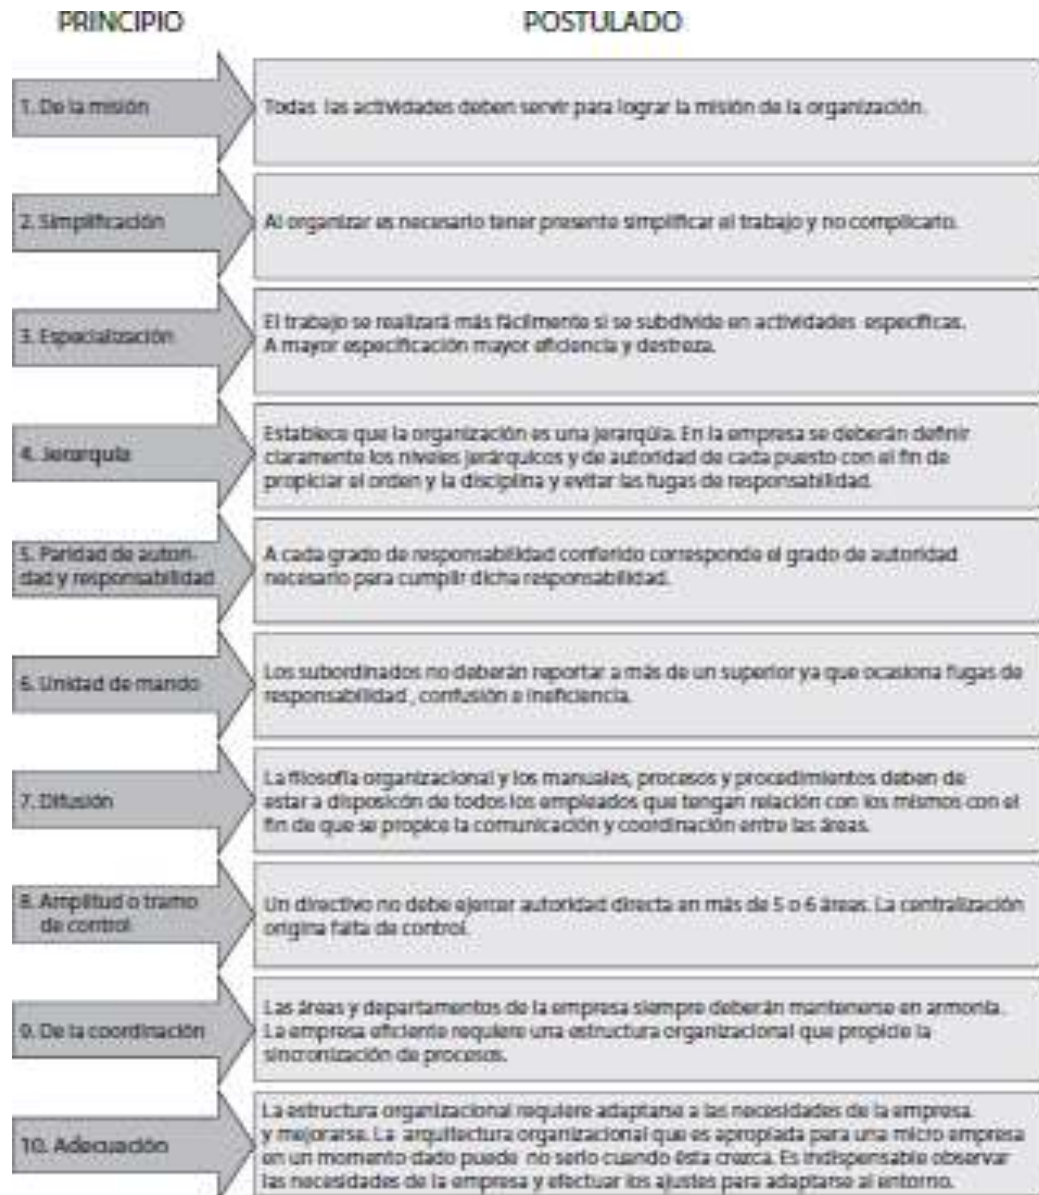 PRINCIPIO
POSTULADO
1. De la misión
Todas las actividades deben servir para lograr la misión de la organización.
2. Simplificación
Al organizar es necesario tener presente simplificar el trabajo y no complicarlo.
3. Especialización
El trabajo se realizará más fácilmente si se subdivide en actividades específicas.
A mayor especificación mayor eficiencia y destreza.
4. Jerarquía
Establece que la organización es una jerarqúia. En la empresa se deberán definir
claramente los niveles jerárquicos y de autoridad de cada puesto con el fin de
propiciar el orden y la disciplina y evitar las fugas de responsabilidad.
5. Paridad de autori-
dad y responsabilidad
A cada grado de responsabilidad conferido corresponde el grado de autoridad
necesario para cumplir dicha responsabilidad.
6. Unidad de mando
Los subordinados no deberán reportar a más de un superior ya que ocasiona fugas de
responsabilidad, confusión e ineficiencia.
7. Difusión
La filosofía organizacional y los manuales, procesos y procedimientos deben de
estar a disposicón de todos los empleados que tengan relación con los mismos con el
fin de que se propice la comunicación y coordinación entre las áreas.
8. Amplitud o tramo
de control
Un directivo no debe ejercer autoridad directa en más de 5 o 6 áreas. La centralización
origina falta de control.
9. De la coordinación
Las áreas y departamentos de la empresa siempre deberán mantenerse en armonía.
La empresa eficiente requiere una estructura organizacional que propicie la
sincronización de procesos.
10. Adecuación
La estructura organizacional requiere adaptarse a las necesidades de la empresa
y mejorarse. La arquitectura organizacional que es apropiada para una micro empresa
en un momento dado puede no serlo cuando ésta crezca. Es indispensable observar
las necesidades de la empresa y efectuar los ajustes para adaptarse al entorno.